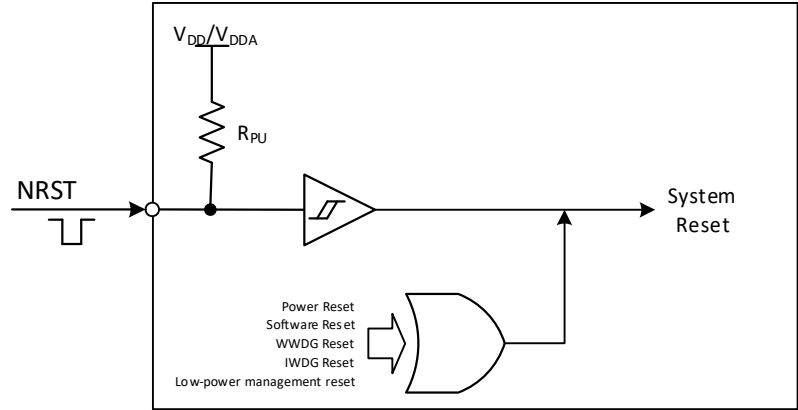 VDD/VDDA
RPU
NRST
System
Reset
Power Reset
Software Reset
WWDG Reset
IWDG Reset
Low-power management reset